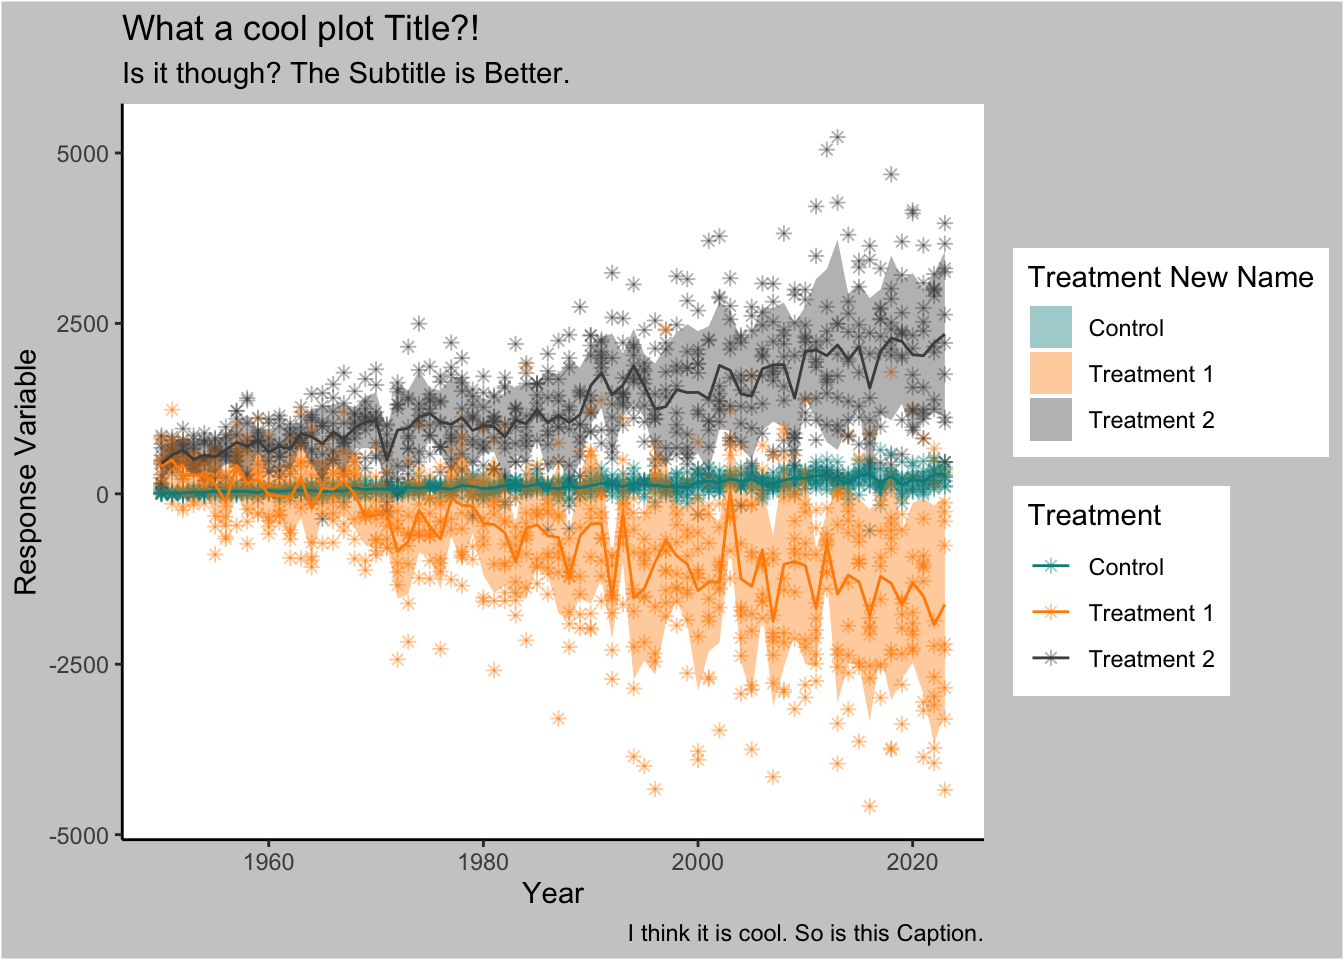 What a cool plot Title?!
Is it though? The Subtitle is Better.
5000
2500
0
-2500
-5000
Response Variable
1960 1980 2000 2020
Year
I think it is cool. So is this Caption.
Treatment New Name
Control
Treatment 1
Treatment 2
Treatment
Control
Treatment 1
Treatment 2